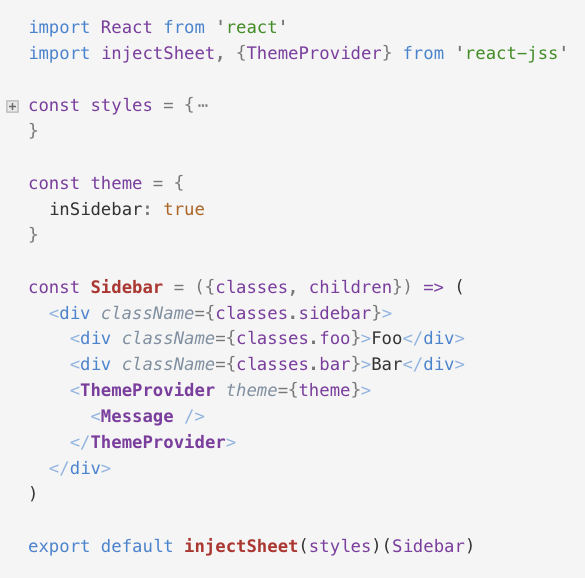 import React from 'react'
import injectSheet, {ThemeProvider} from 'react-jss'
const styles = {⋯
}
const theme = {
  inSidebar: true
}
const Sidebar = ({classes, children}) => (
  <div className={classes.sidebar}>
    <div className={classes.foo}>Foo</div>
    <div className={classes.bar}>Bar</div>
    <ThemeProvider theme={theme}>
      <Message />
    </ThemeProvider>
  </div>
)
export default injectSheet(styles)(Sidebar)